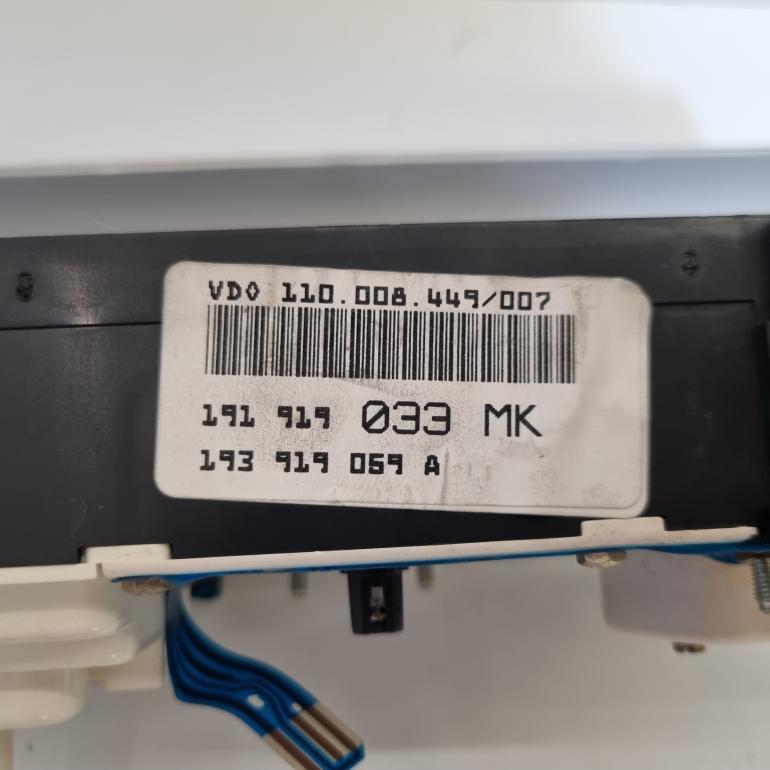 VDO 110.008.449/007
191 919 033 MK
193 919 059 A